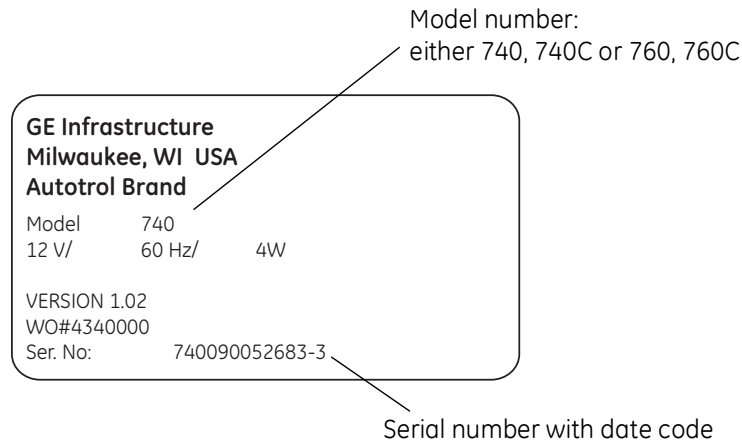 Model number:
either 740, 740C or 760, 760C
GE Infrastructure
Milwaukee, WI  USA
Autotrol Brand
Model 740
12 V/ 60 Hz/ 4W
VERSION 1.02
WO#4340000
Ser. No: 740090052683-3
Serial number with date code